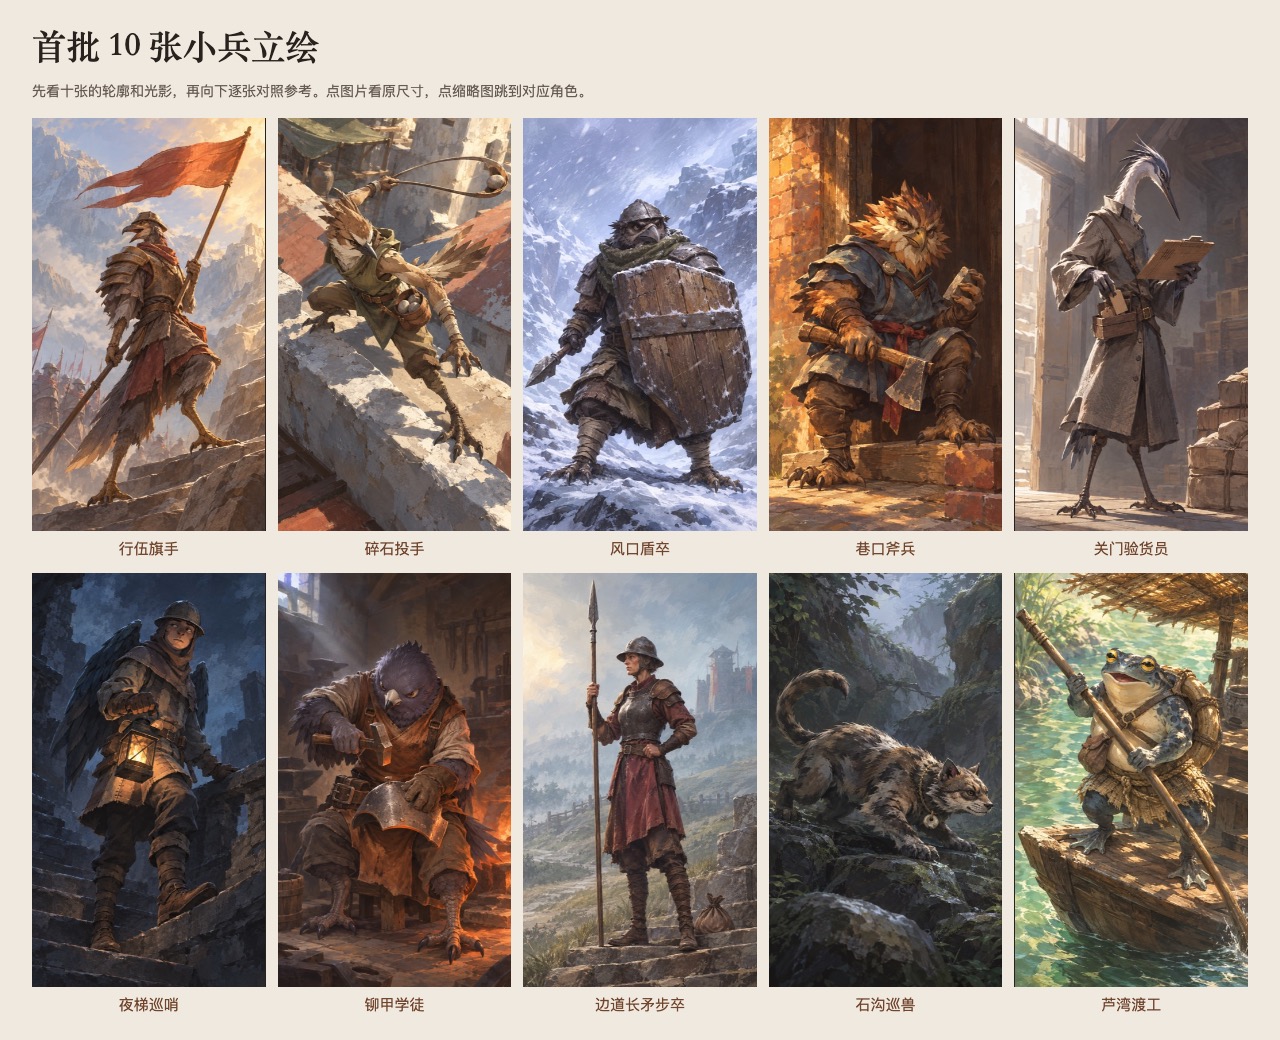 首批 10 张小兵立绘
先看十张的轮廓和光影，再向下逐张对照参考。点图片看原尺寸，点缩略图跳到对应角色。
行伍旗手
碎石投手
风口盾卒
巷口斧兵
关门验货员
夜梯巡哨
铆甲学徒
边道长矛步卒
石沟巡兽
芦湾渡工